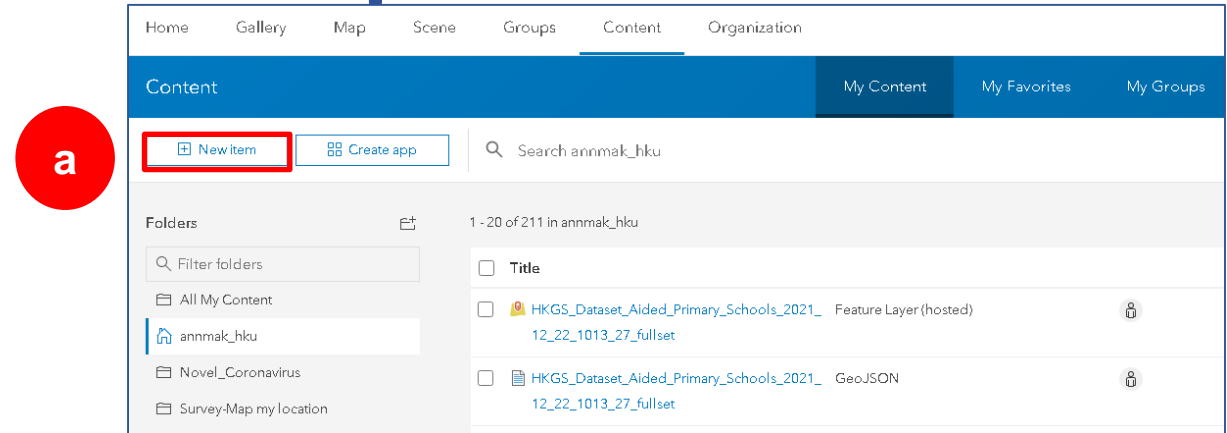 Home Gallery Map Scene Groups Content Organization
Content My Content My Favorites My Groups
a
New item Create app Search annmak_hku
Folders 1 - 20 of 211 in annmak_hku
Filter folders Title
All My Content
HKGS_Dataset_Aided_Primary_Schools_2021_ Feature Layer (hosted)
12_22_1013_27_fullset
annmak_hku
Novel_Coronavirus
HKGS_Dataset_Aided_Primary_Schools_2021_ GeoJSON
12_22_1013_27_fullset
Survey-Map my location